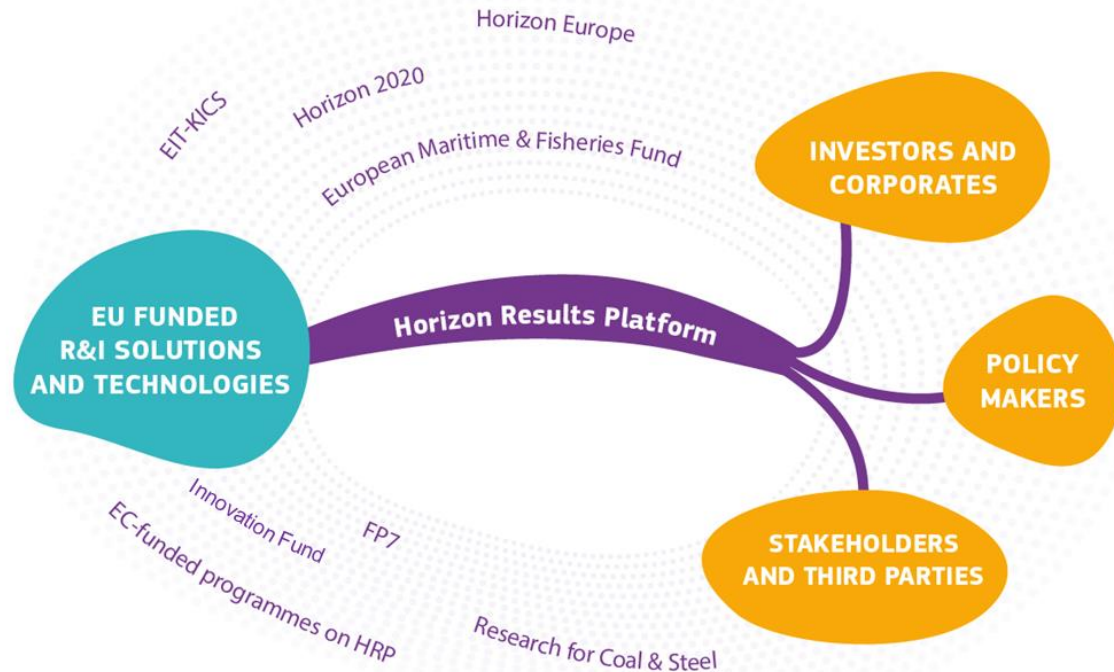 Horizon Europe
Horizon 2020
EIT-KICS
European Maritime & Fisheries Fund
INVESTORS AND
CORPORATES
EU FUNDED
R&I SOLUTIONS
AND TECHNOLOGIES
Horizon Results Platform
POLICY
MAKERS
Innovation Fund
FP7
EC-funded programmes on HRP
Research for Coal & Steel
STAKEHOLDERS
AND THIRD PARTIES